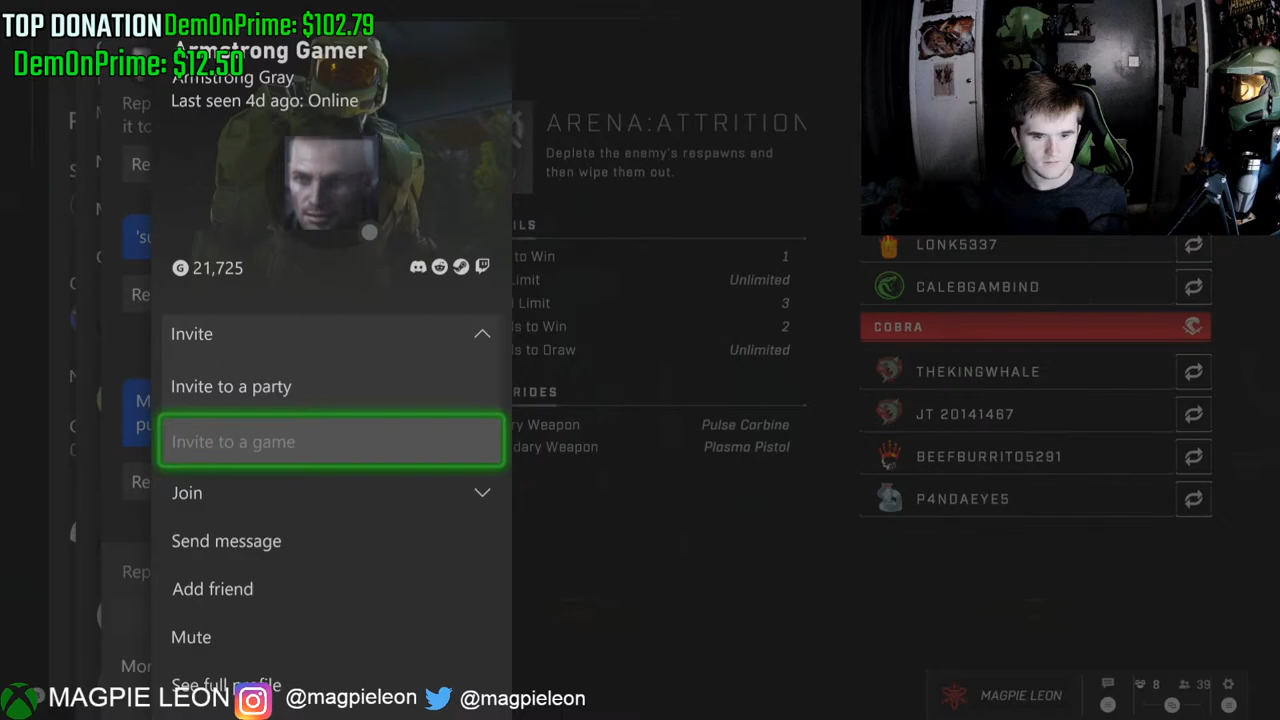 TOP DONATION DemOnPrime: $102.79
DemOnPrime: $12.50
Armstrong Gamer
Armstrong Gray
Last seen 4d ago: Online
G 21,725
Invite
Invite to a party
Invite to a game
Join
Send message
Add friend
Mute
See full profile
ARENA:ATTRITION
Deplete the enemy's respawns and
then wipe them out.
to Win 1
Limit Unlimited
Limit 3
to Win 2
to Draw Unlimited
Weapon Pulse Carbine
Weapon Plasma Pistol
LONK5337
CALEBGAMBINO
COBRA
THEKINGWHALE
JT 20141467
BEEFBURRITO5291
P4NDAEYE5
MAGPIE LEON
8
39
MAGPIE LEON @magpieleon @magpieleon